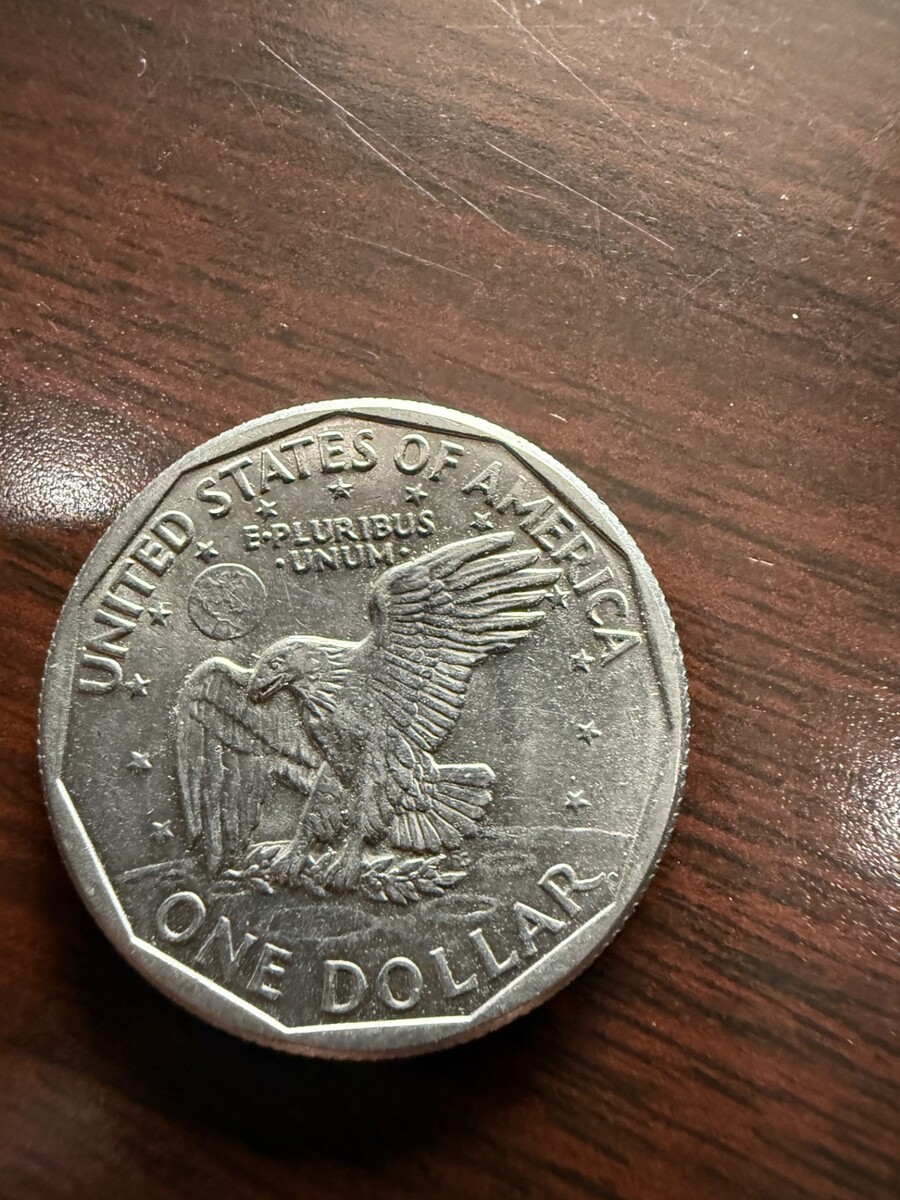 UNITED STATES OF AMERICA
E·PLURIBUS
·UNUM·
ONE DOLLAR